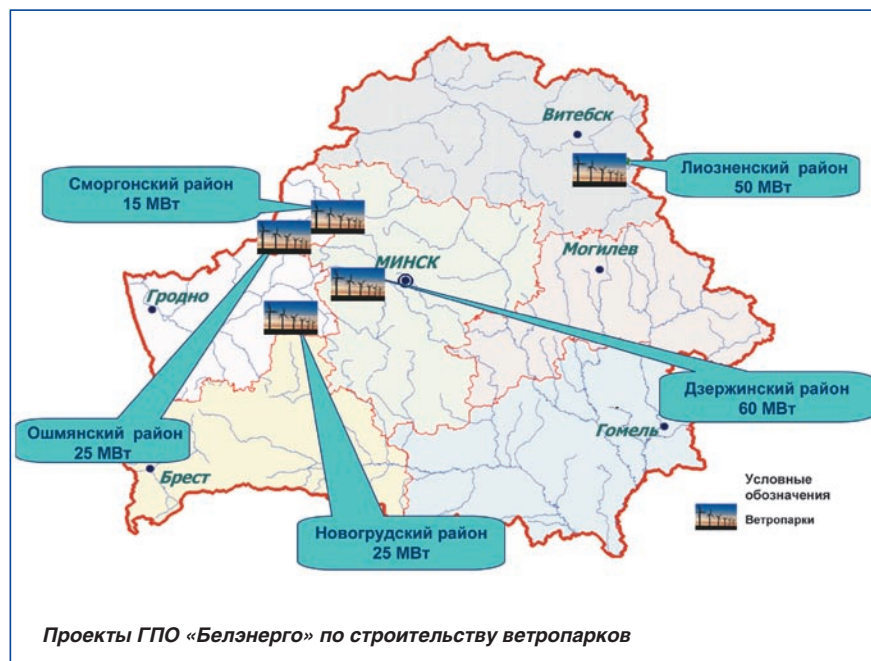 Витебск
Лиозненский район
50 МВт
Сморгонский район
15 МВт
Могилев
МИНСК
Гродно
Дзержинский район
60 МВт
Ошмянский район
25 МВт
Гомель
Брест
Условные
обозначения
Ветропарки
Новогрудский район
25 МВт
Проекты ГПО «Белэнерго» по строительству ветропарков